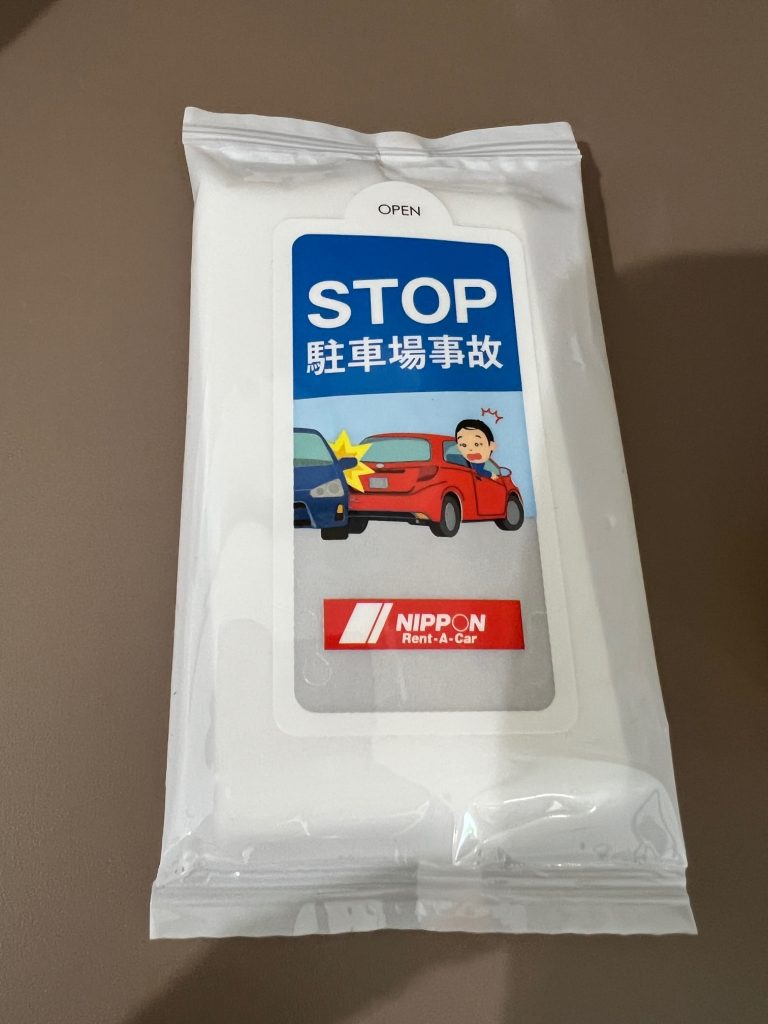 OPEN
STOP
駐車場事故
NIPPON
Rent-A-Car